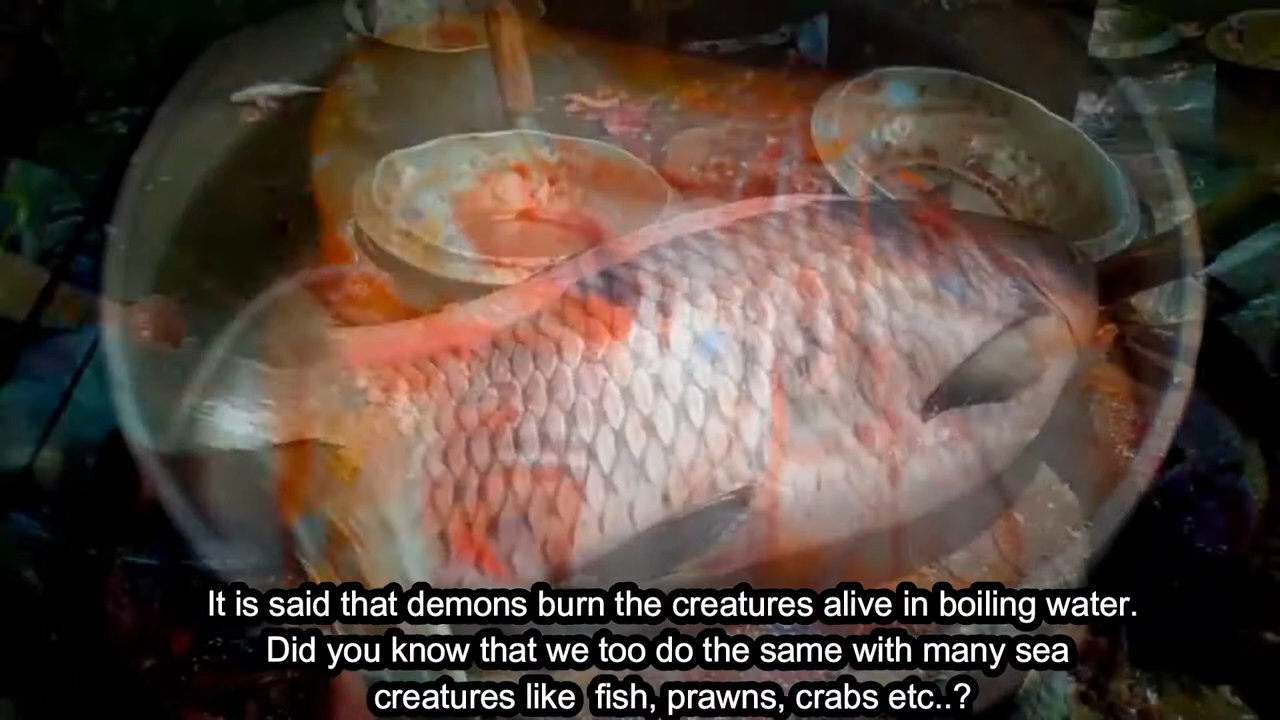 It is said that demons burn the creatures alive in boiling water.
Did you know that we too do the same with many sea
creatures like  fish, prawns, crabs etc..?